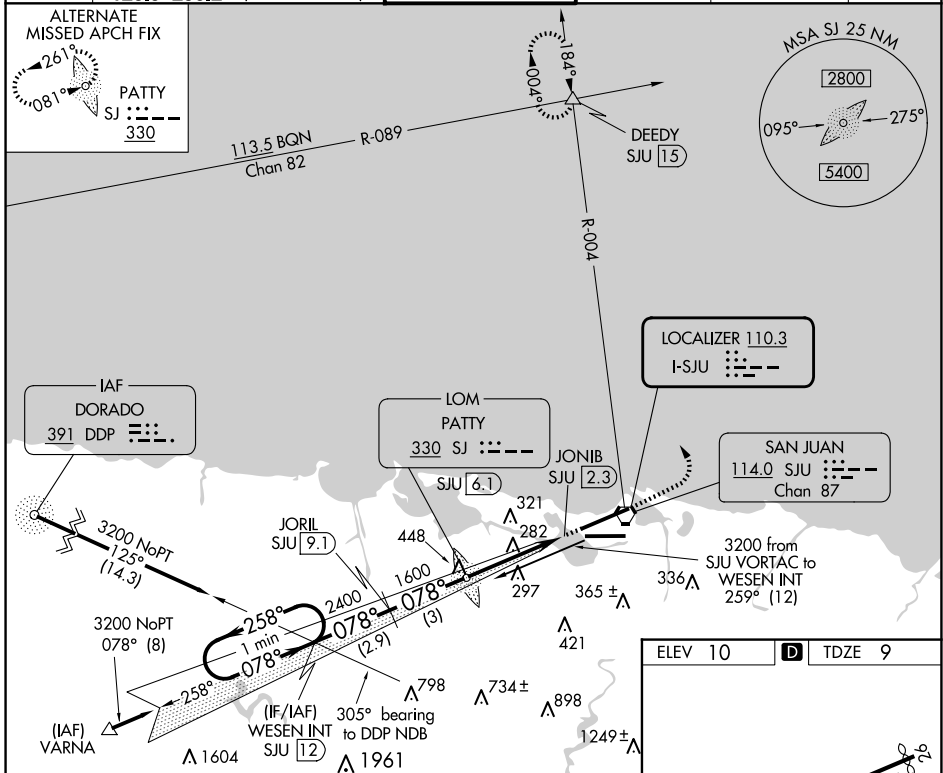 ALTERNATE
MISSED APCH FIX
261°
081°
PATTY
SJ
330
184°
004°
MSA SJ 25 NM
2800
095°
275°
5400
113.5 BQN
Chan 82
R-089
DEEDY
SJU 15
R-004
LOCALIZER 110.3
I-SJU
IAF
DORADO
391 DDP
LOM
PATTY
330 SJ
SJU 6.1
JONIB
SJU 2.3
SAN JUAN
114.0 SJU
Chan 87
JORIL
SJU 9.1
448
321
282
297
3200 NoPT
125°
(14.3)
2400
1600
3200 from
SJU VORTAC to
WESEN INT
259° (12)
365 ±
336
421
258°
1 min
078°
078°
078°
(2.9)
(3)
3200 NoPT
078° (8)
258°
(IAF)
VARNA
(IF/IAF)
WESEN INT
SJU 12
305° bearing
to DDP NDB
798
734 ±
898
1249 ±
1604
1961
ELEV 10
D
TDZE 9
26